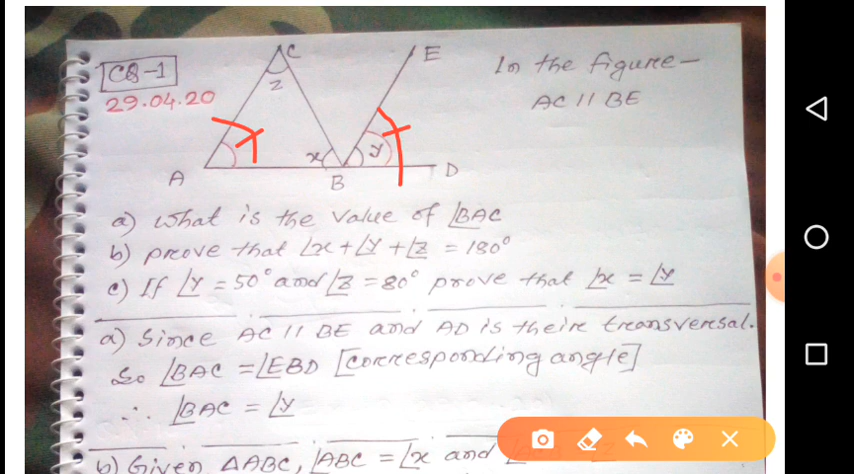 CQ-1
29.04.20
C
E
z
x
y
A
B
D
In the figure-
AC // BE
a) What is the value of ∠BAC
b) prove that ∠x+∠y+∠z = 180°
c) If ∠y = 50° and ∠z = 80° prove that ∠x = ∠y
a) Since AC // BE and AD is their transversal.
So ∠BAC = ∠EBD [corresponding angle]
∴ ∠BAC = ∠y
b) Given ΔABC, ∠ABC = ∠x and